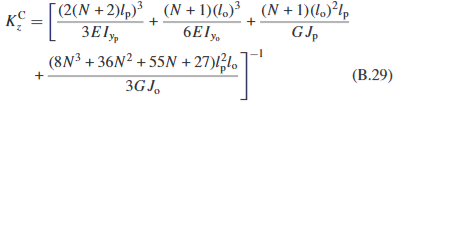 K_z^C = [ (2(N + 2)l_p)^3 / 3EI_{y_p} + (N + 1)(l_o)^3 / 6EI_{y_o} + (N + 1)(l_o)^2 l_p / GJ_p
+ (8N^3 + 36N^2 + 55N + 27)l_p^2 l_o / 3GJ_o ]^{-1} (B.29)